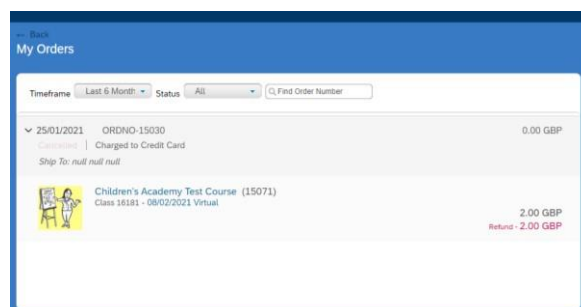 ← Back
My Orders
Timeframe Last 6 Month Status All Find Order Number
25/01/2021 ORDNO-15030 0.00 GBP
Cancelled | Charged to Credit Card
Ship To: null null null
Children's Academy Test Course (15071)
Class 16181 - 08/02/2021 Virtual
2.00 GBP
Refund - 2.00 GBP